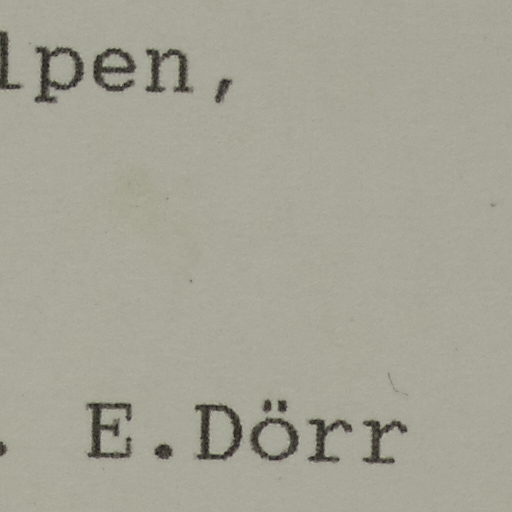 lpen,
. E.Dörr